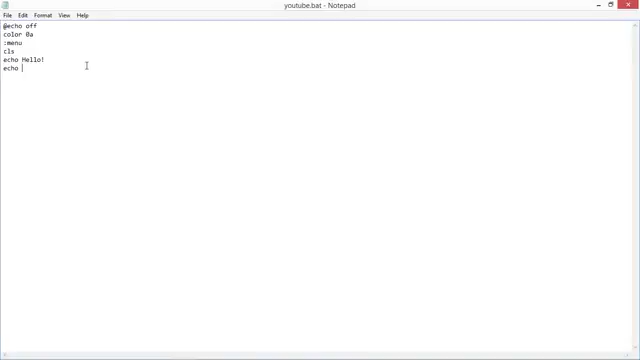 youtube.bat - Notepad
File Edit Format View Help
@echo off
color 0a
:menu
cls
echo Hello!
echo